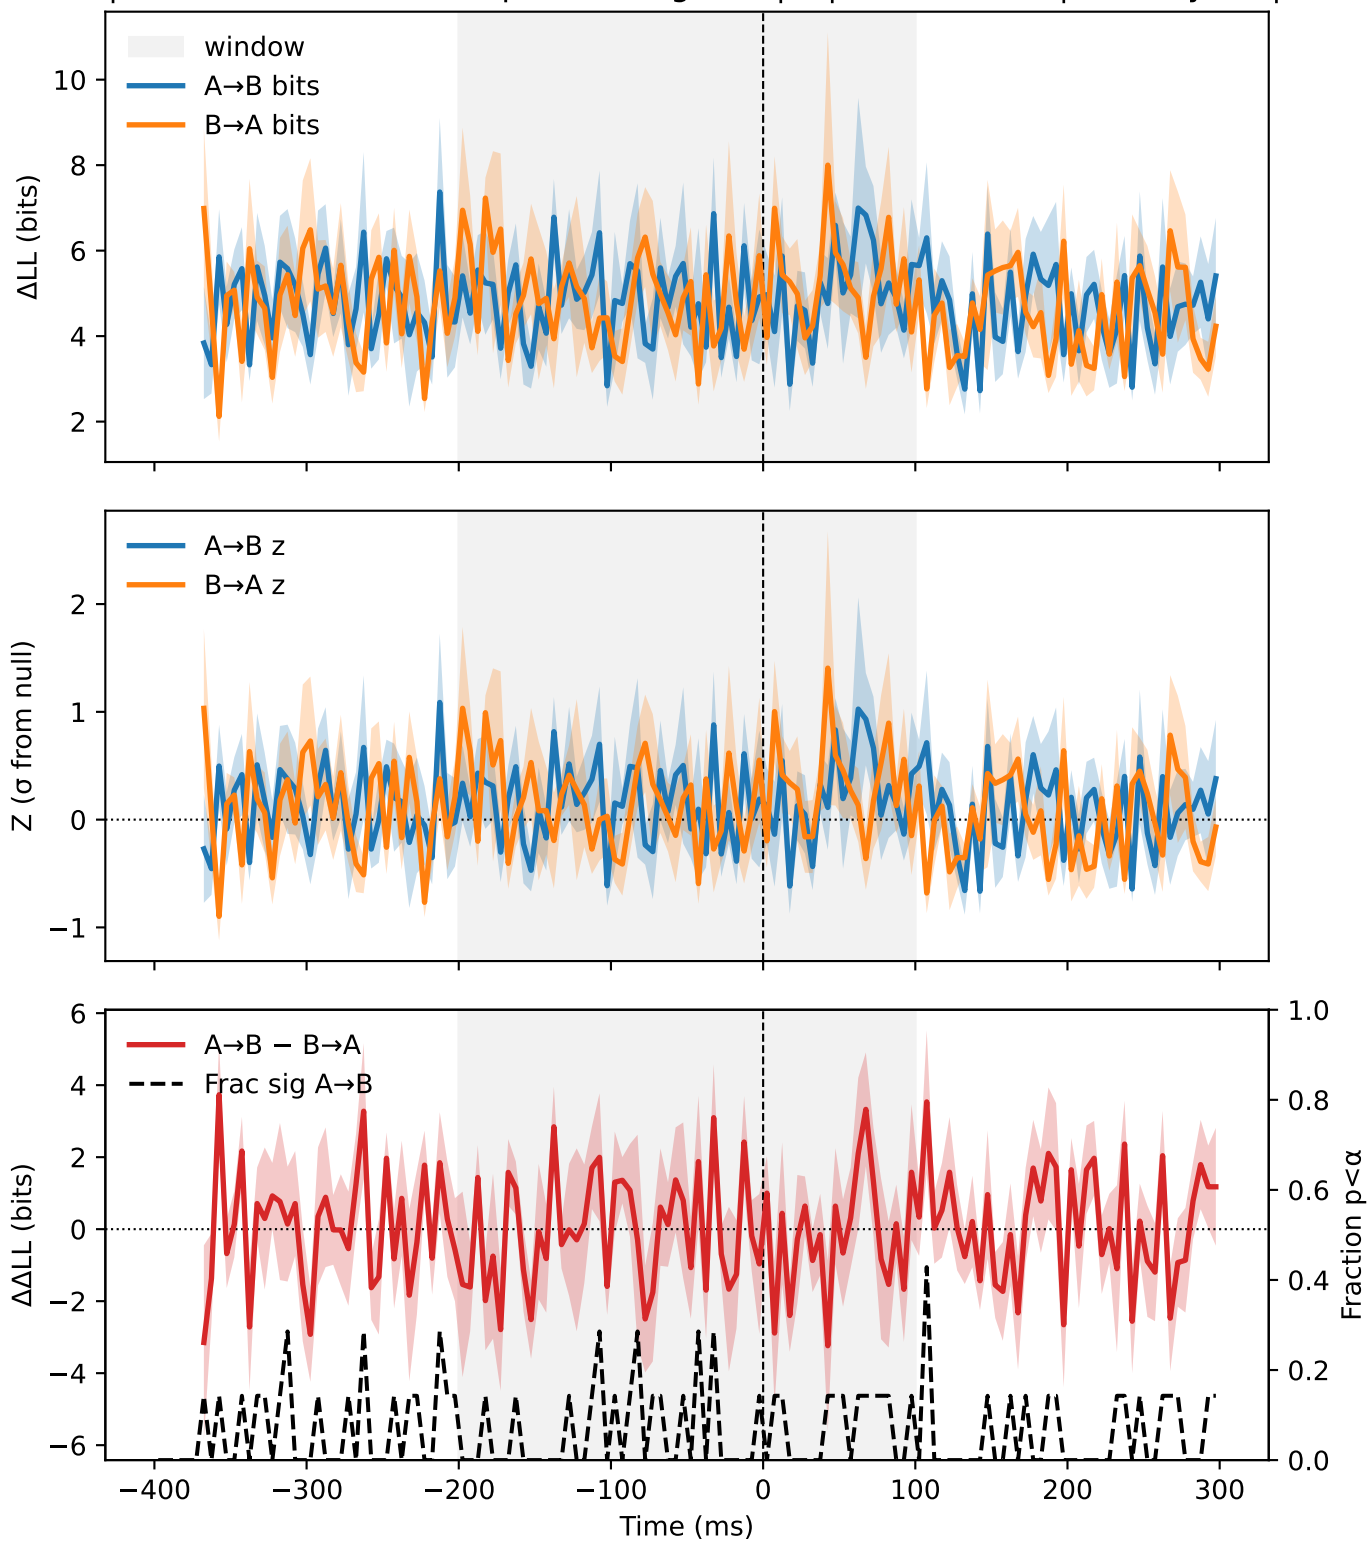 window
A→B bits
B→A bits
10
8
6
4
2
ΔLL (bits)
A→B z
B→A z
2
1
0
−1
Z (σ from null)
A→B − B→A
Frac sig A→B
6
4
2
0
−2
−4
−6
ΔΔLL (bits)
1.0
0.8
0.6
0.4
0.2
0.0
Fraction p<α
−400 −300 −200 −100 0 100 200 300
Time (ms)